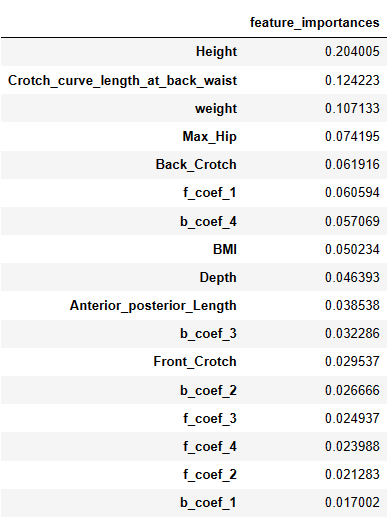 feature_importances
Height 0.204005
Crotch_curve_length_at_back_waist 0.124223
weight 0.107133
Max_Hip 0.074195
Back_Crotch 0.061916
f_coef_1 0.060594
b_coef_4 0.057069
BMI 0.050234
Depth 0.046393
Anterior_posterior_Length 0.038538
b_coef_3 0.032286
Front_Crotch 0.029537
b_coef_2 0.026666
f_coef_3 0.024937
f_coef_4 0.023988
f_coef_2 0.021283
b_coef_1 0.017002